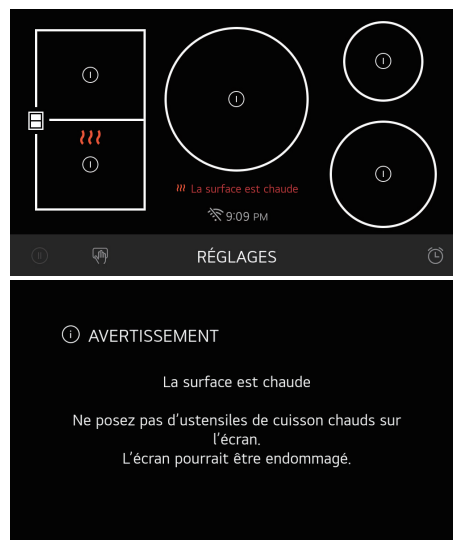 La surface est chaude
9:09 PM
RÉGLAGES
AVERTISSEMENT
La surface est chaude
Ne posez pas d'ustensiles de cuisson chauds sur
l'écran.
L'écran pourrait être endommagé.